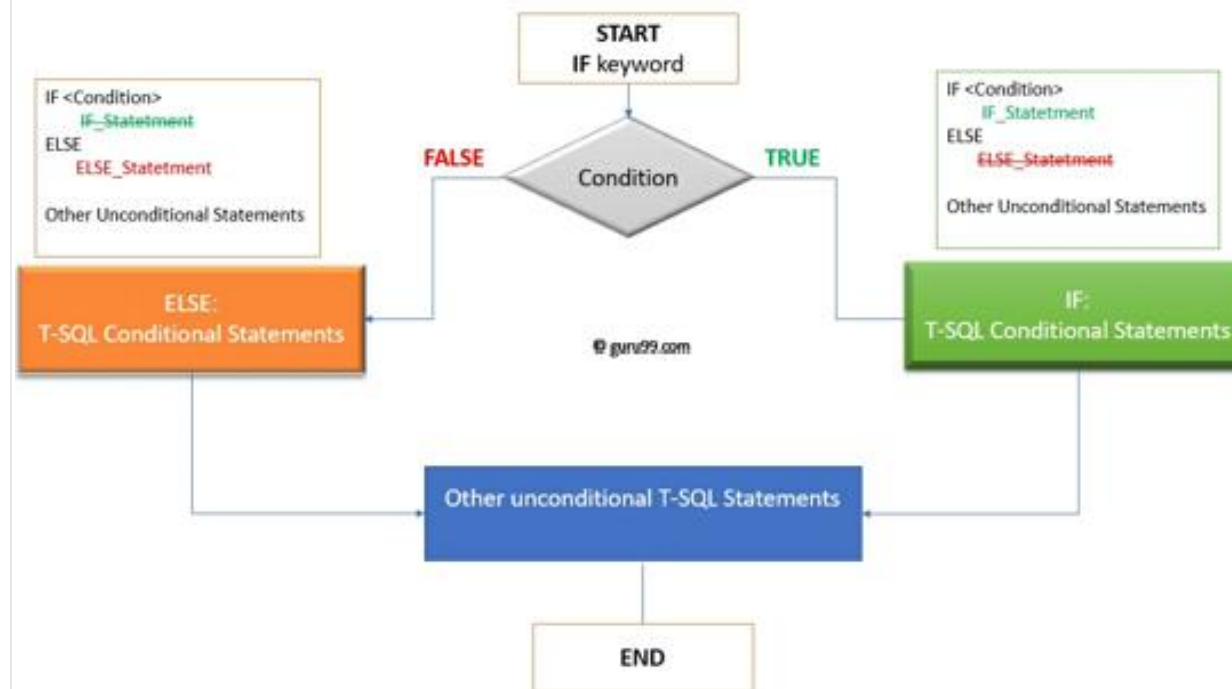 START
IF keyword
IF <Condition>
IF_Statetment
ELSE
ELSE_Statetment
Other Unconditional Statements
FALSE
Condition
TRUE
IF <Condition>
IF_Statetment
ELSE
ELSE_Statetment
Other Unconditional Statements
ELSE:
T-SQL Conditional Statements
© guru99.com
IF:
T-SQL Conditional Statements
Other unconditional T-SQL Statements
END